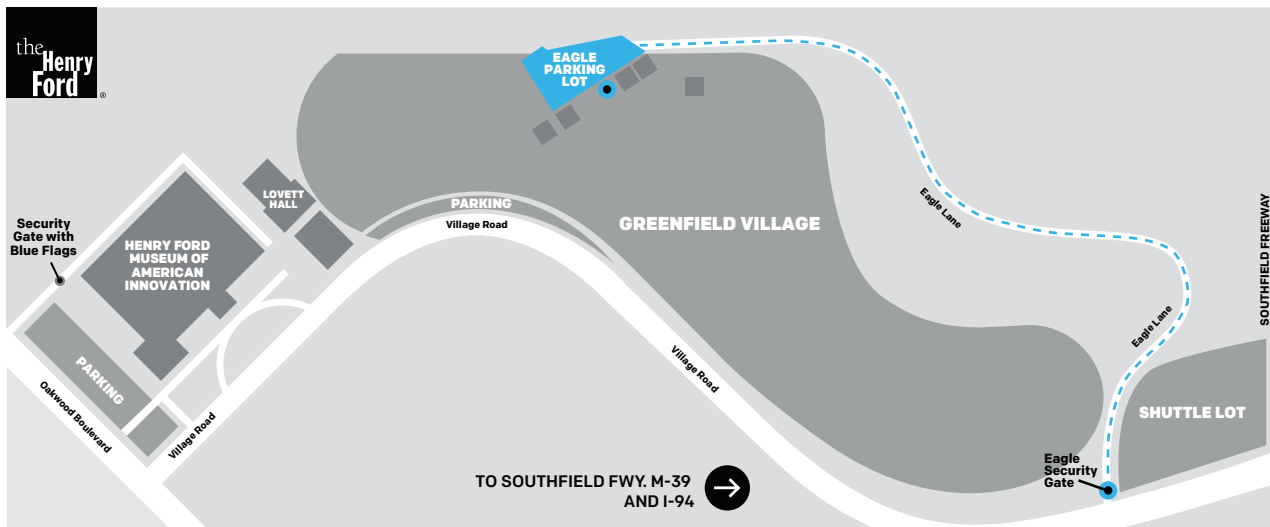 the
Henry
Ford
®
EAGLE
PARKING
LOT
LOVETT
HALL
PARKING
Village Road
GREENFIELD VILLAGE
Eagle Lane
SOUTHFIELD FREEWAY
Security
Gate with
Blue Flags
HENRY FORD
MUSEUM OF
AMERICAN
INNOVATION
Eagle Lane
PARKING
Oakwood Boulevard
Village Road
Village Road
SHUTTLE LOT
Eagle
Security
Gate
TO SOUTHFIELD FWY. M-39
AND I-94